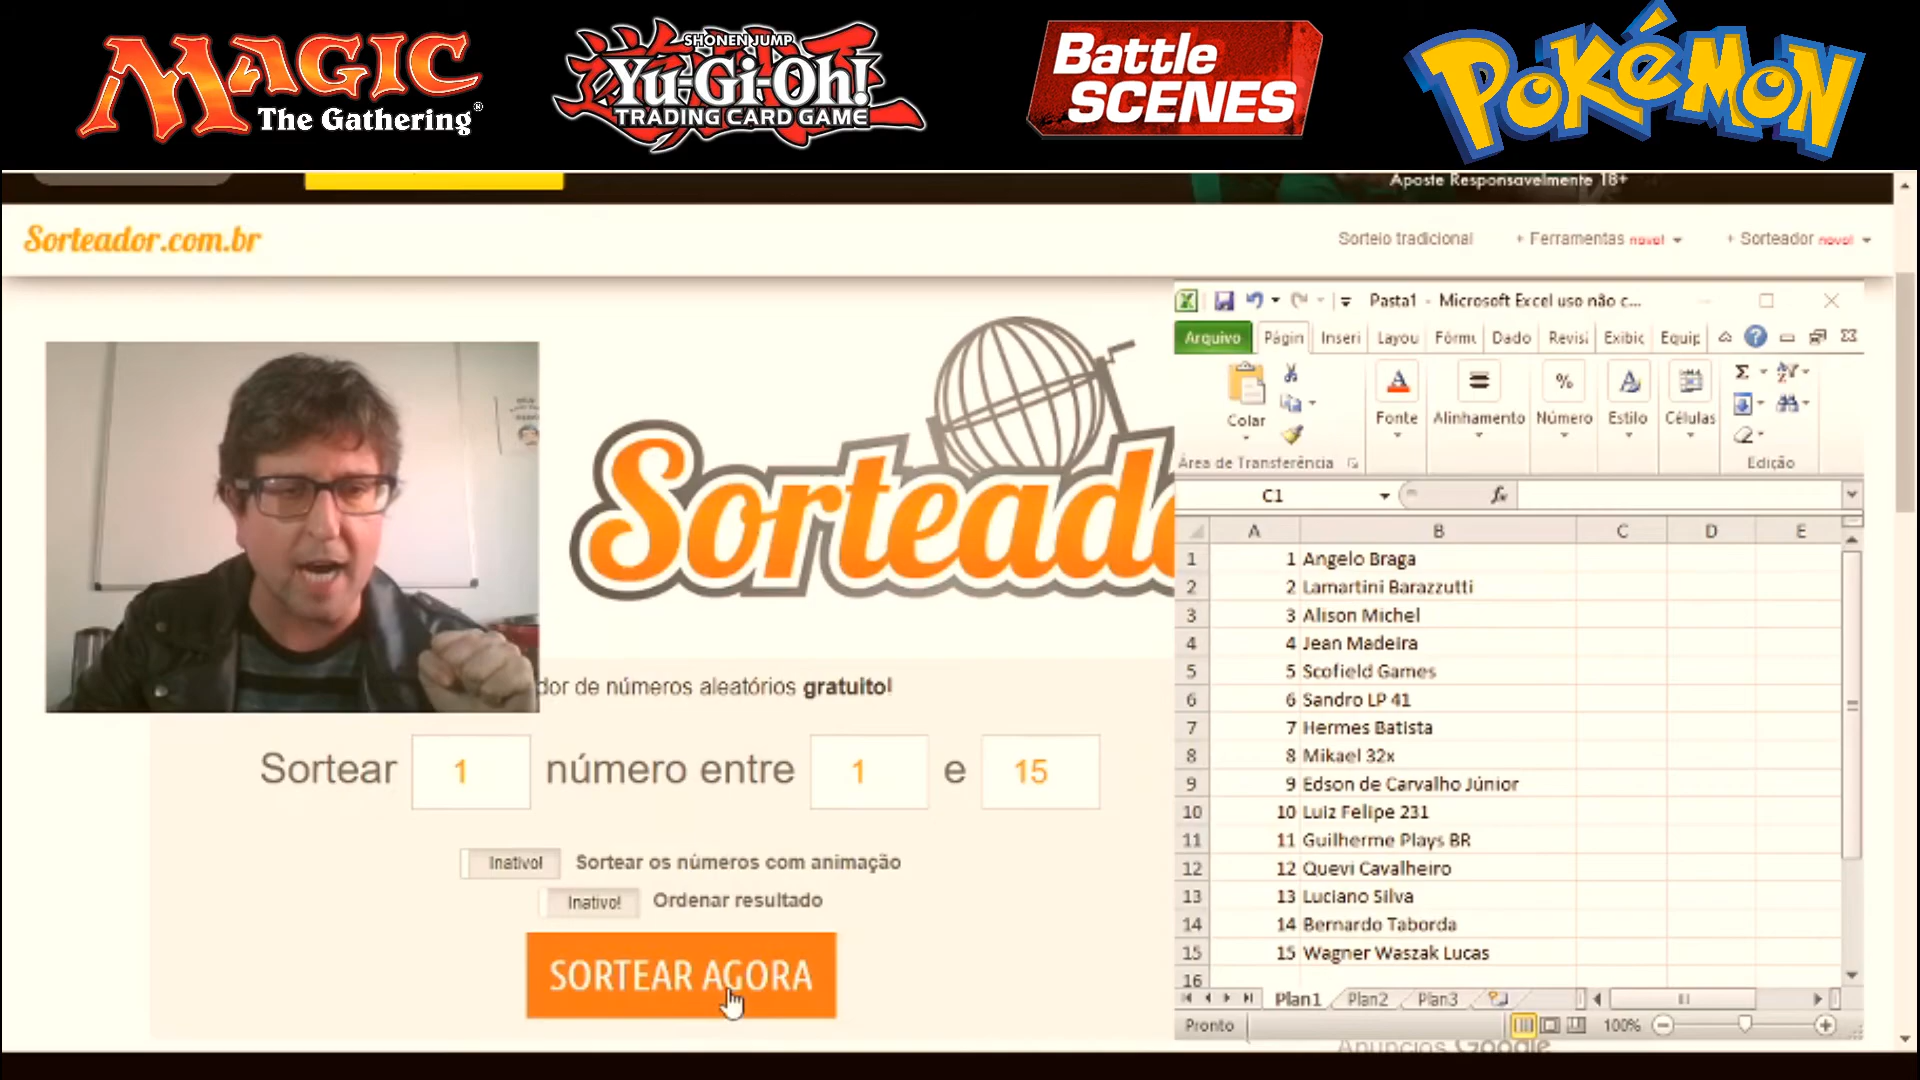 MAGIC
The Gathering®
SHONEN JUMP
Yu-Gi-Oh!
TRADING CARD GAME
Battle
SCENES
POKÉMON
Aposte Responsavelmente 18+
Sorteador.com.br
Sorteio tradicional
+ Ferramentas novo!
+ Sorteador novo!
Pasta1 - Microsoft Excel uso não c...
Arquivo
Págin
Inseri
Layou
Fórmu
Dado
Revisi
Exibic
Equip
Colar
Fonte
Alinhamento
Número
Estilo
Células
Área de Transferência
Edição
C1
fx
Sorteado
A B C D E
1 1 Angelo Braga
2 2 Lamartini Barazzutti
3 3 Alison Michel
4 4 Jean Madeira
5 5 Scofield Games
6 6 Sandro LP 41
7 7 Hermes Batista
8 8 Mikael 32x
9 9 Edson de Carvalho Júnior
10 10 Luiz Felipe 231
11 11 Guilherme Plays BR
12 12 Quevi Cavalheiro
13 13 Luciano Silva
14 14 Bernardo Taborda
15 15 Wagner Waszak Lucas
16
Plan1 Plan2 Plan3
Pronto
100%
dor de números aleatórios gratuito!
Sortear 1 número entre 1 e 15
Inativo! Sortear os números com animação
Inativo! Ordenar resultado
SORTEAR AGORA
Anúncios Google